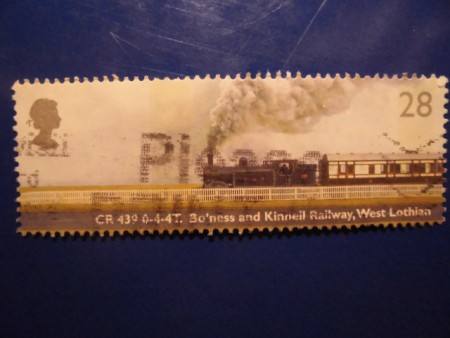 28
CR 439 0-4-4T. Bo'ness and Kinneil Railway, West Lothian